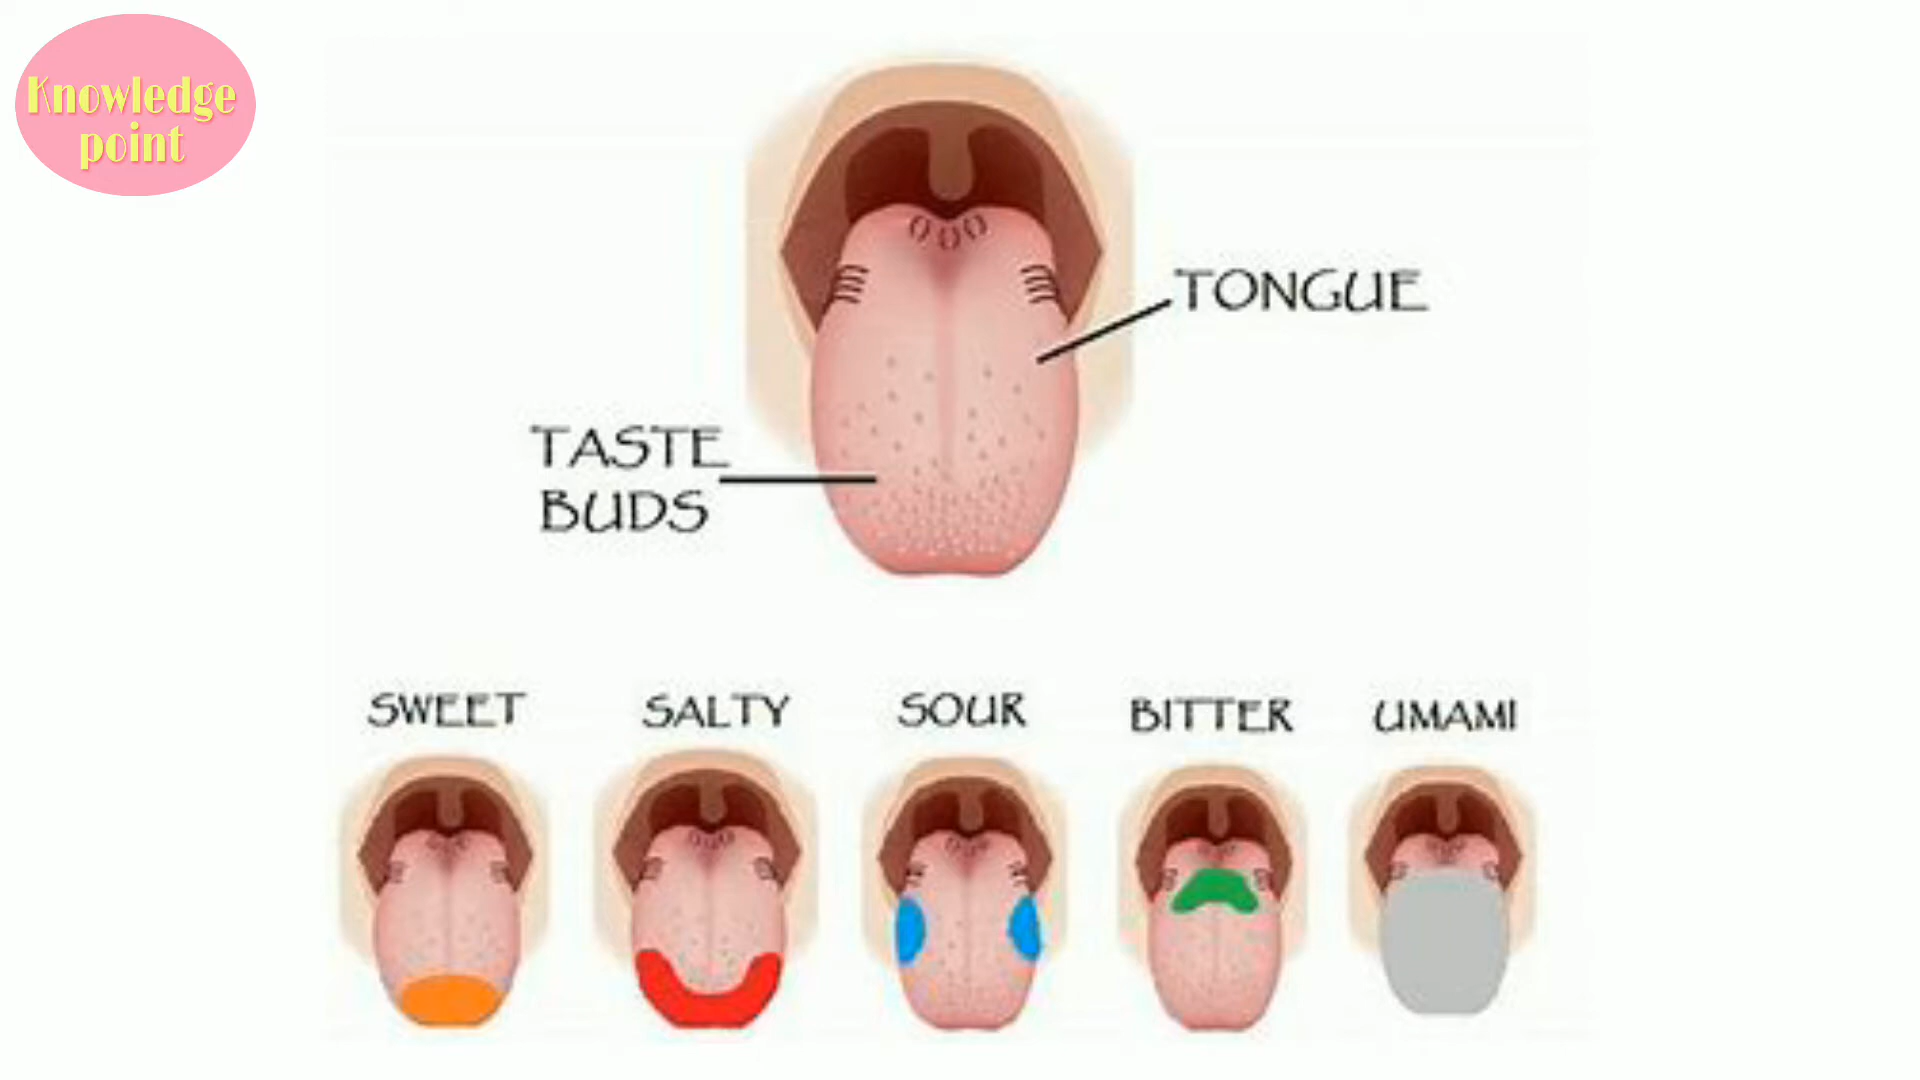 Knowledge
point
TONGUE
TASTE
BUDS
SWEET
SALTY
SOUR
BITTER
UMAMI